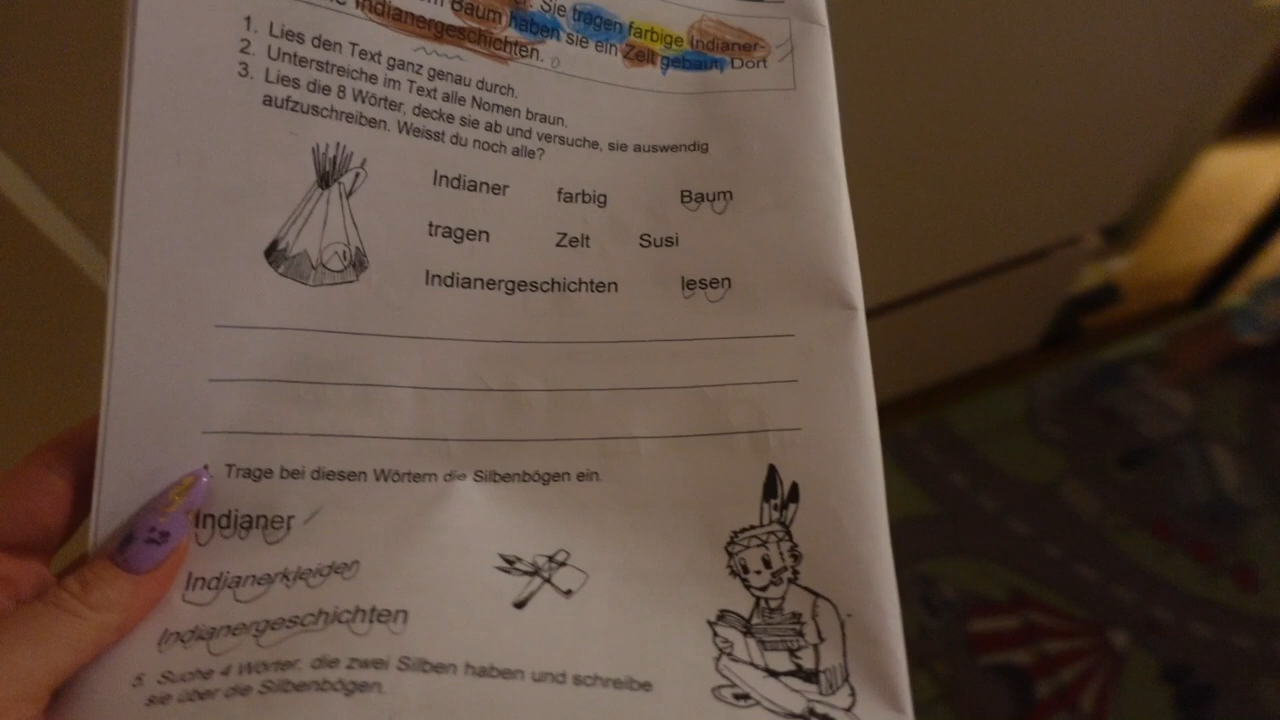 Baum haben sie ein Zelt gebaut. Dort
Sie tragen farbige Indianer-
Indianergeschichten.
1. Lies den Text ganz genau durch.
2. Unterstreiche im Text alle Nomen braun.
3. Lies die 8 Wörter, decke sie ab und versuche, sie auswendig
aufzuschreiben. Weisst du noch alle?
Indianer farbig Baum
tragen Zelt Susi
Indianergeschichten lesen
Trage bei diesen Wörtern die Silbenbögen ein.
Indianer
Indianerkleider
Indianergeschichten
5. Suche 4 Wörter, die zwei Silben haben und schreibe
sie über die Silbenbögen.